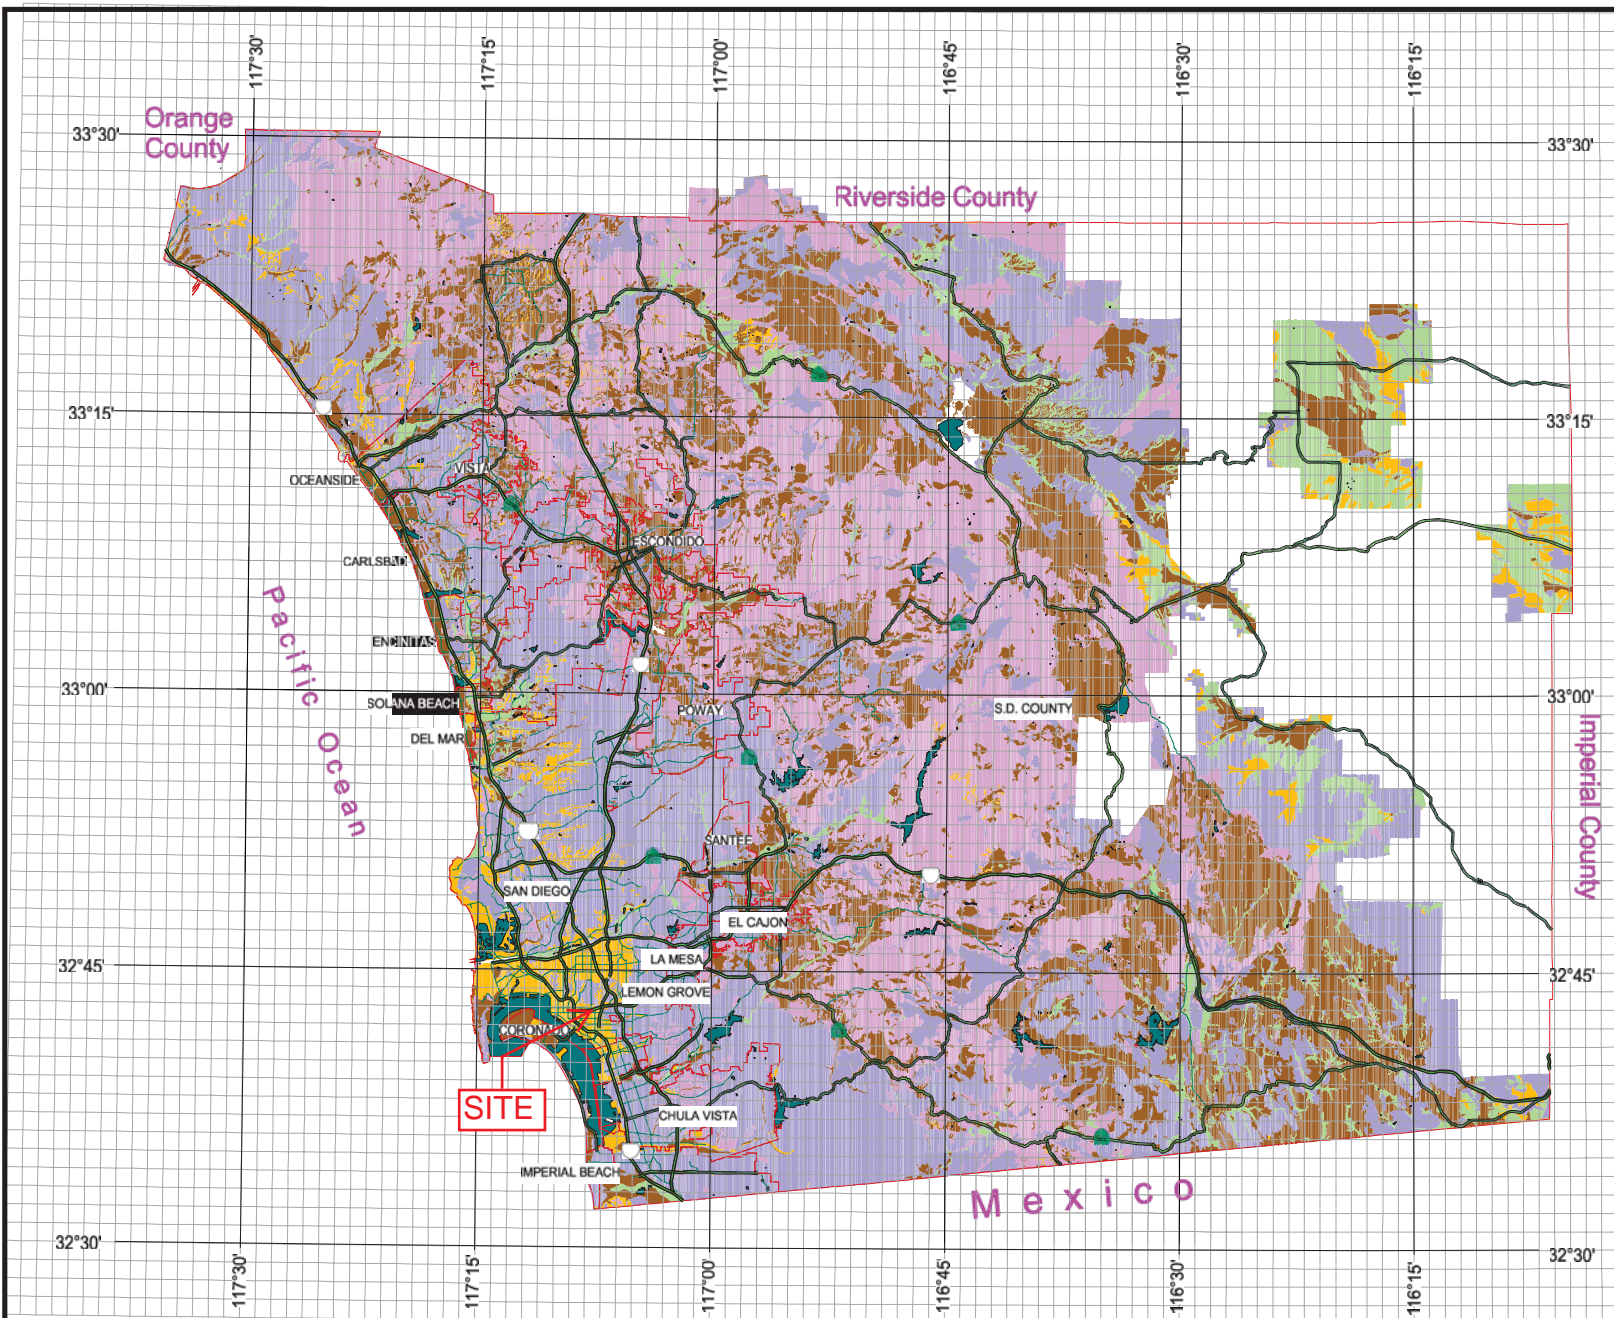 117°30'
117°15'
117°00'
116°45'
116°30'
116°15'
Orange
County
33°30'
33°30'
Riverside County
33°15'
33°15'
VISTA
OCEANSIDE
ESCONDIDO
CARLSBAD
Pacific Ocean
ENCINITAS
33°00'
33°00'
SOLANA BEACH
POWAY
S.D. COUNTY
DEL MAR
Imperial County
SANTEE
SAN DIEGO
EL CAJON
LA MESA
32°45'
32°45'
LEMON GROVE
CORONADO
SITE
CHULA VISTA
IMPERIAL BEACH
Mexico
32°30'
32°30'
117°30'
117°15'
117°00'
116°45'
116°30'
116°15'